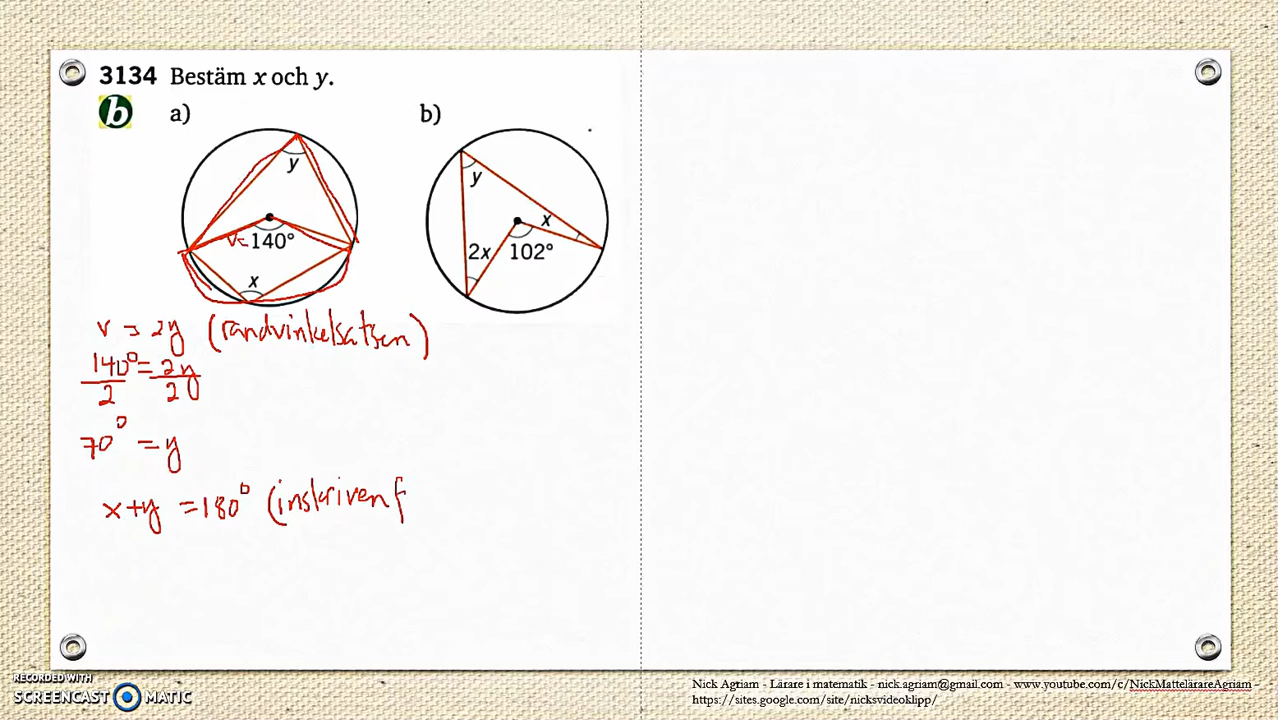 3134 Bestäm x och y.
b a) b)
y
v=140°
x
y
x
2x 102°
v = 2y (randvinkelsatsen)
140° = 2y
2 2
70° = y
x+y = 180° (inskriven f
RECORDED WITH
SCREENCAST MATIC
Nick Agriam - Lärare i matematik - nick.agriam@gmail.com - www.youtube.com/c/NickMattelärareAgriam
https://sites.google.com/site/nicksvideoklipp/